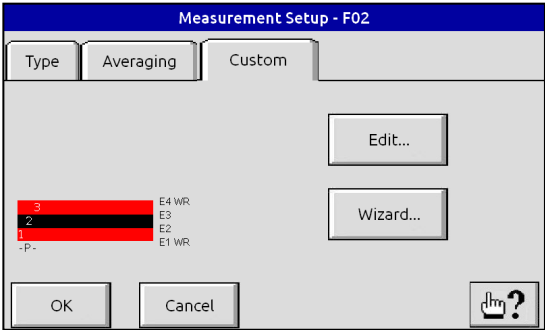 Measurement Setup - F02
Type Averaging Custom
Edit...
Wizard...
3
2
1
-P-
E4 WR
E3
E2
E1 WR
OK Cancel
?